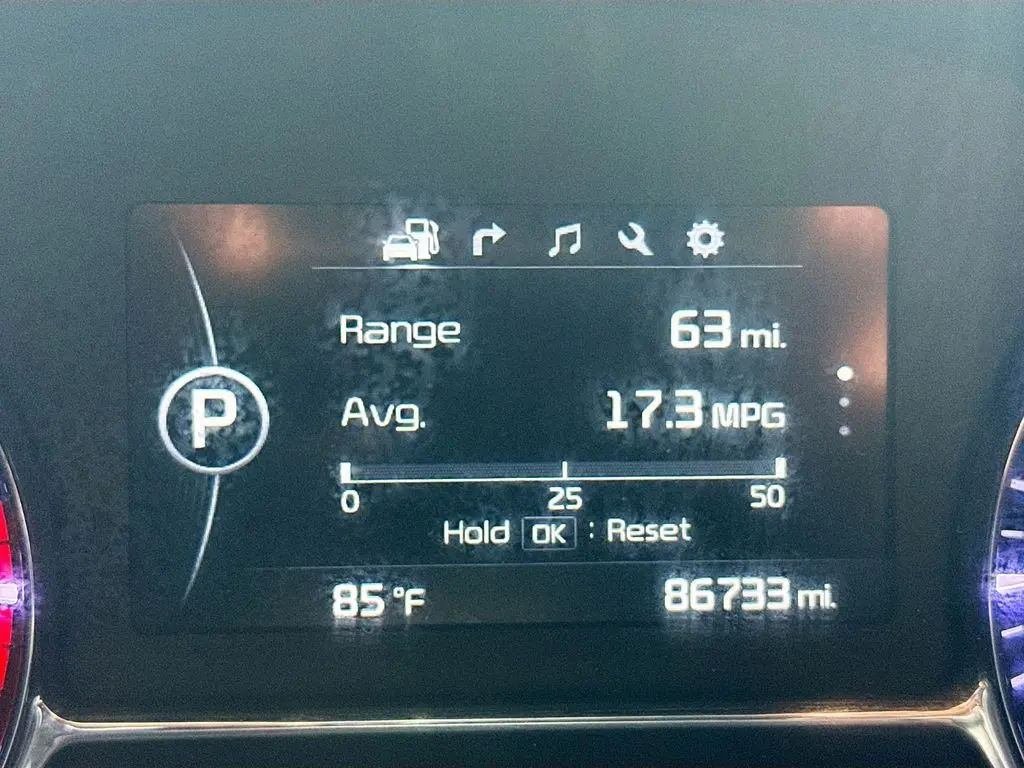 Range 63 mi.
Avg. 17.3 MPG
P
0 25 50
Hold OK : Reset
85 °F 86733 mi.